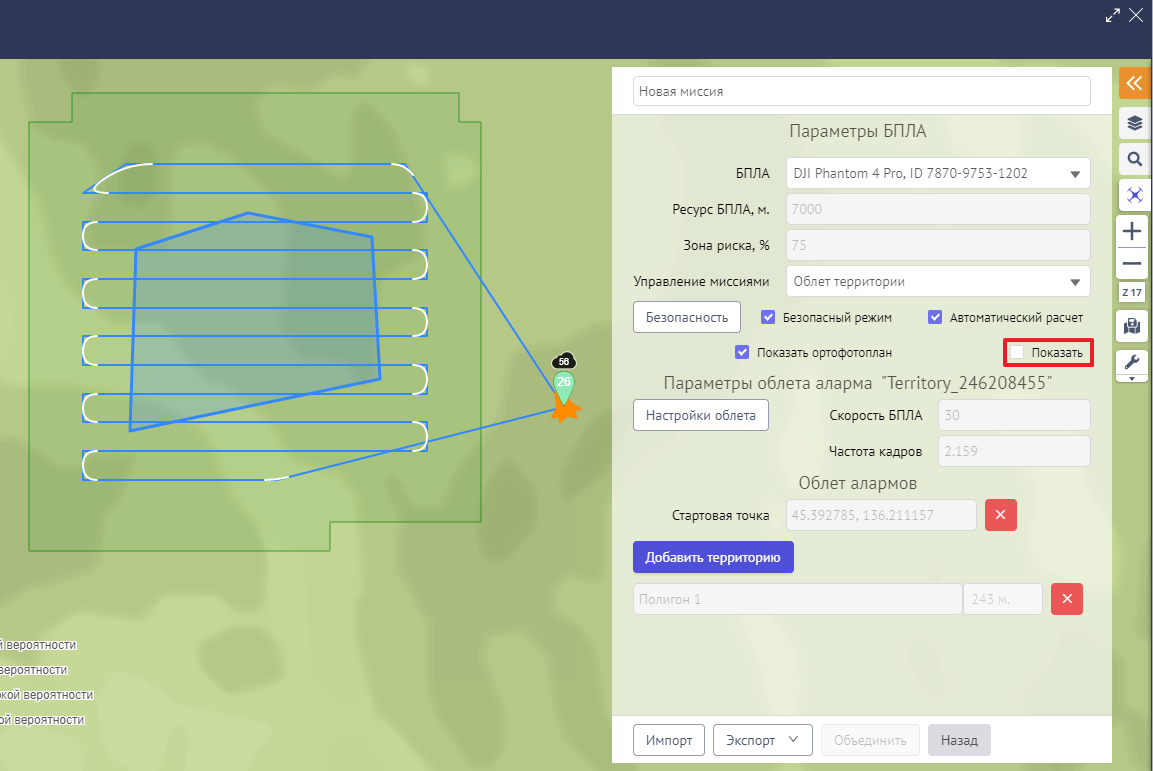 Новая миссия
Параметры БПЛА
БПЛА DJI Phantom 4 Pro, ID 7870-9753-1202
Ресурс БПЛА, м. 7000
Зона риска, % 75
Управление миссиями Облет территории
Безопасность Безопасный режим Автоматический расчет
Показать ортофотоплан Показать
Параметры облета аларма "Territory_246208455"
Настройки облета Скорость БПЛА 30
Частота кадров 2.159
Облет алармов
Стартовая точка 45.392785, 136.211157
Добавить территорию
Полигон 1 243 м.
Импорт Экспорт Объединить Назад
Z 17
56
26
й вероятности
вероятности
окой вероятности
ой вероятности